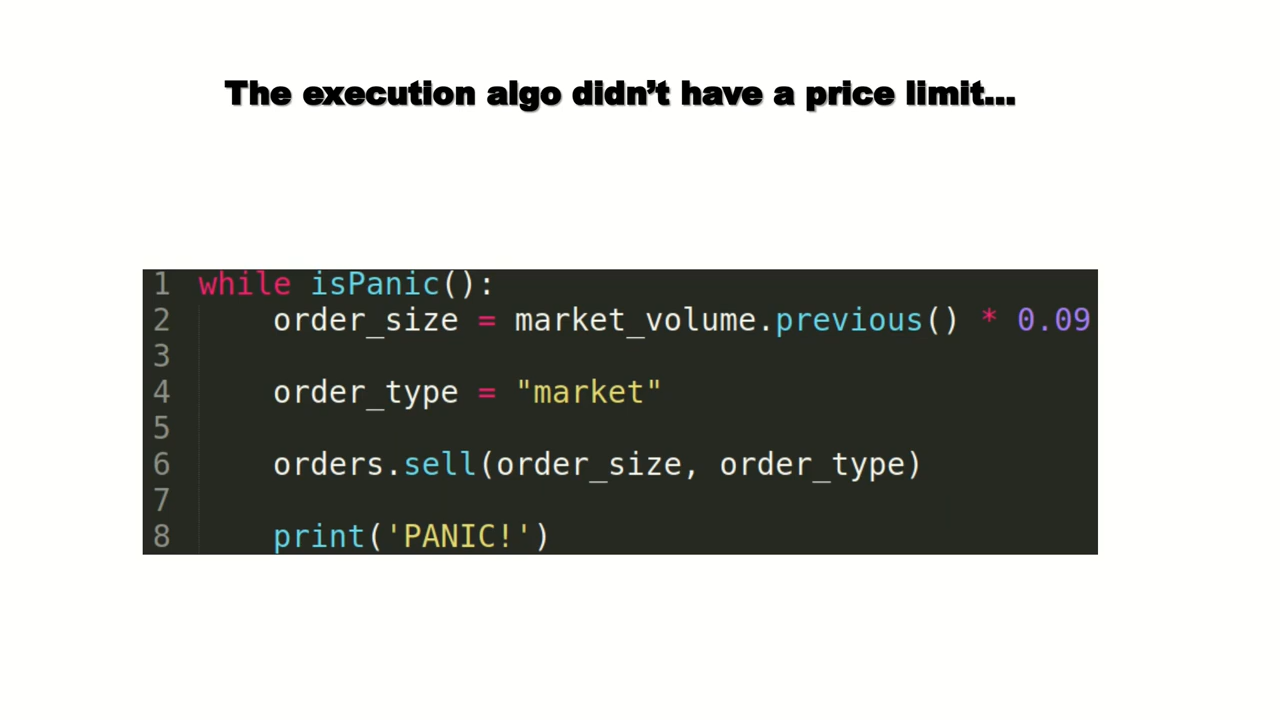 The execution algo didn’t have a price limit...
1 while isPanic():
2 order_size = market_volume.previous() * 0.09
3
4 order_type = "market"
5
6 orders.sell(order_size, order_type)
7
8 print('PANIC!')